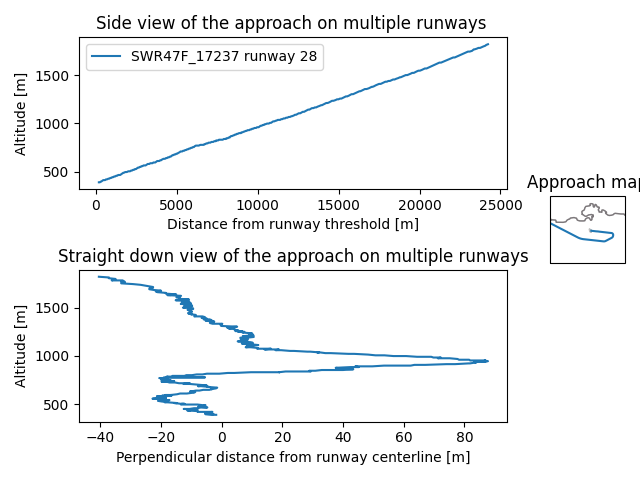 Side view of the approach on multiple runways
SWR47F_17237 runway 28
Altitude [m]
1500
1000
500
0 5000 10000 15000 20000 25000
Distance from runway threshold [m]
Approach map
Straight down view of the approach on multiple runways
Altitude [m]
1500
1000
500
−40 −20 0 20 40 60 80
Perpendicular distance from runway centerline [m]